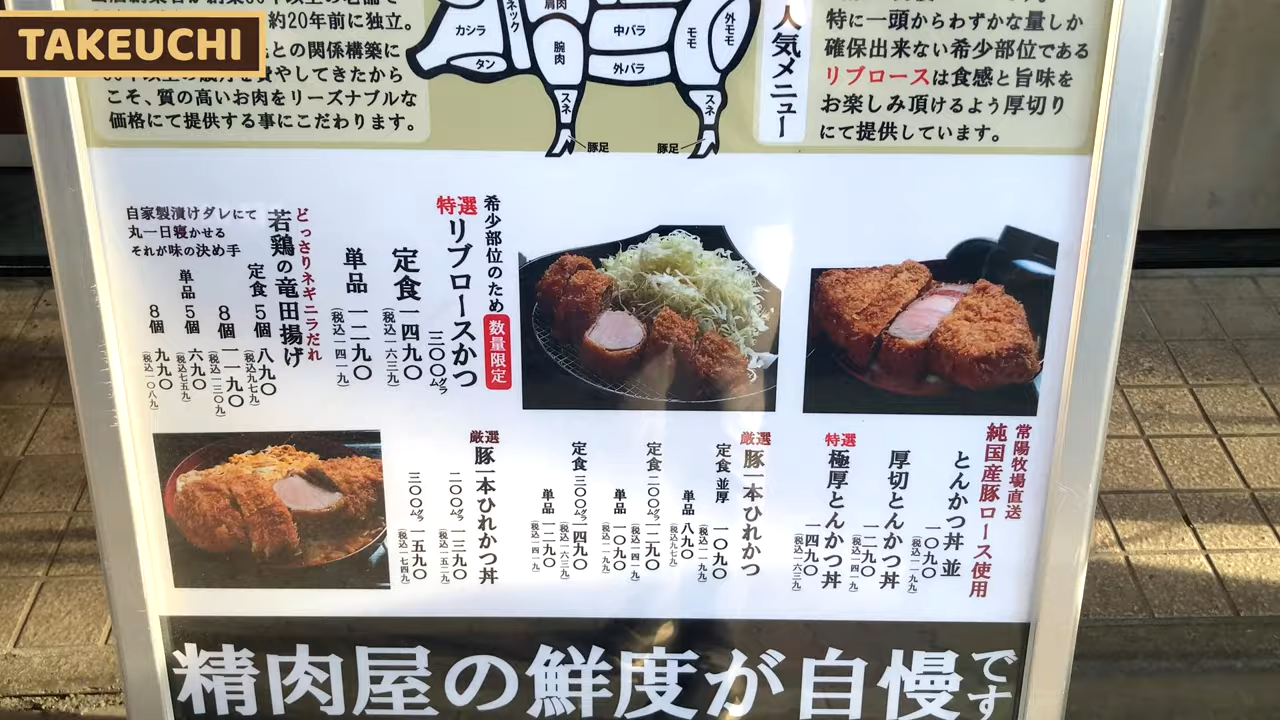 TAKEUCHI
約20年前に独立。
との関係構築に
やしてきたから
こそ、質の高いお肉をリーズナブルな
価格にて提供する事にこだわります。
ネック
肩肉
カシラ
タン
腕肉
中バラ
外バラ
モモ
外モモ
スネ
スネ
豚足
豚足
人気メニュー
特に一頭からわずかな量しか
確保出来ない希少部位である
リブロースは食感と旨味を
お楽しみ頂けるよう厚切り
にて提供しています。
希少部位のため 数量限定
特選 リブロースかつ
三〇〇㌘
定食 一四九〇
(税込一六三九)
単品 一二九〇
(税込一四一九)
どっさりネギニラだれ
若鶏の竜田揚げ
定食 5個 八九〇
(税込九七九)
8個 一一九〇
(税込一三〇九)
単品 5個 六九〇
(税込七五九)
8個 九九〇
(税込一〇八九)
自家製漬けダレにて
丸一日寝かせる
それが味の決め手
常陽牧場直送
純国産豚ロース使用
とんかつ丼 並
一〇九〇
(税込一一九九)
厚切とんかつ丼
一二九〇
(税込一四一九)
特選 極厚とんかつ丼
一四九〇
(税込一六三九)
厳選 豚一本ひれかつ
定食 並厚 一〇九〇
(税込一一九九)
単品 八九〇
(税込九七九)
定食 二〇〇㌘ 一二九〇
(税込一四一九)
単品 一〇九〇
(税込一一九九)
定食 三〇〇㌘ 一四九〇
(税込一六三九)
単品 一二九〇
(税込一四一九)
厳選 豚一本ひれかつ丼
二〇〇㌘ 一三九〇
(税込一五二九)
三〇〇㌘ 一五九〇
(税込一七四九)
精肉屋の鮮度が自慢です